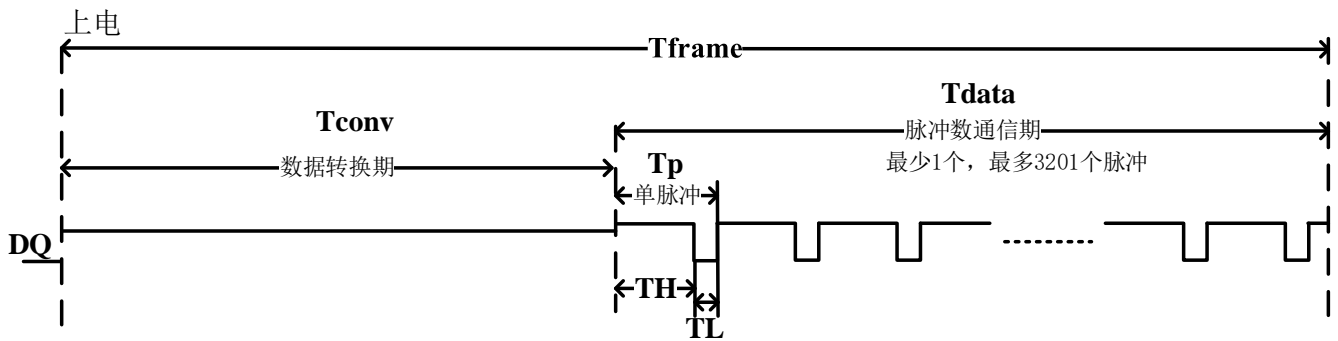 上电
Tframe
Tdata
Tconv
脉冲数通信期
数据转换期
Tp
最少1个，最多3201个脉冲
单脉冲
DQ
TH
TL